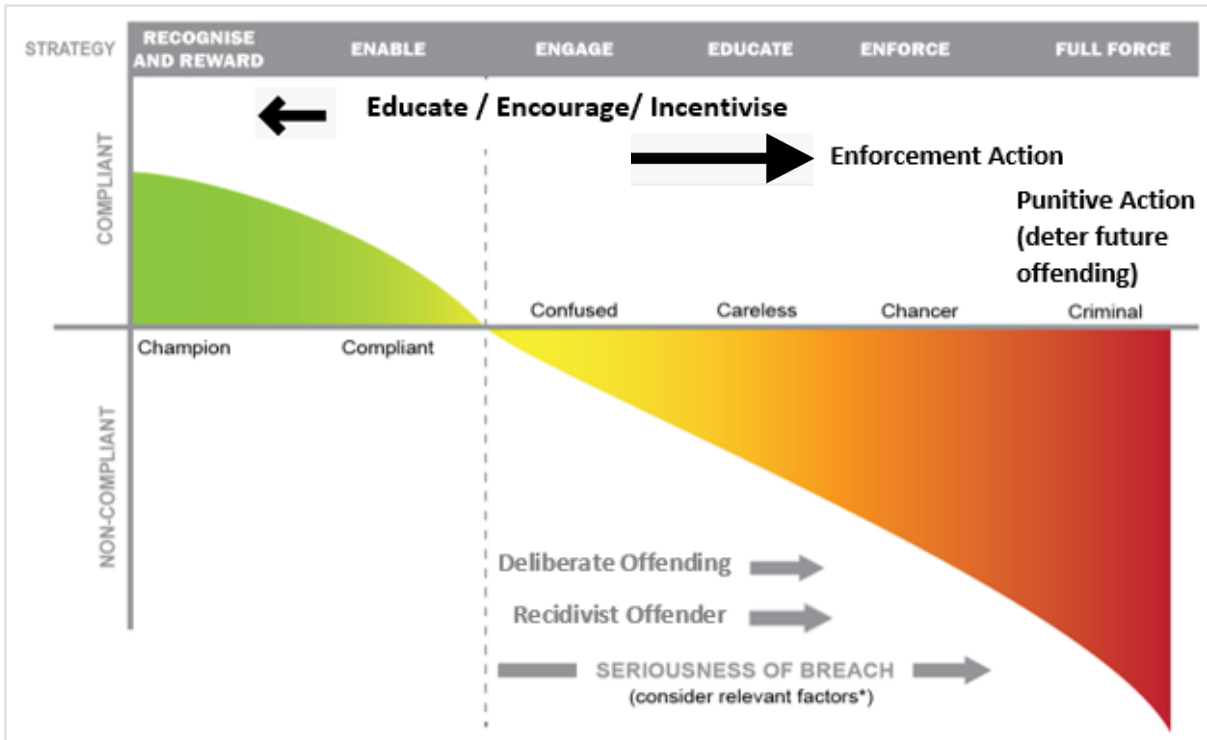 STRATEGY
RECOGNISE
AND REWARD
ENABLE
ENGAGE
EDUCATE
ENFORCE
FULL FORCE
Educate / Encourage/ Incentivise
Enforcement Action
Punitive Action
(deter future
offending)
COMPLIANT
Confused
Careless
Chancer
Criminal
Champion
Compliant
NON-COMPLIANT
Deliberate Offending
Recidivist Offender
SERIOUSNESS OF BREACH
(consider relevant factors*)